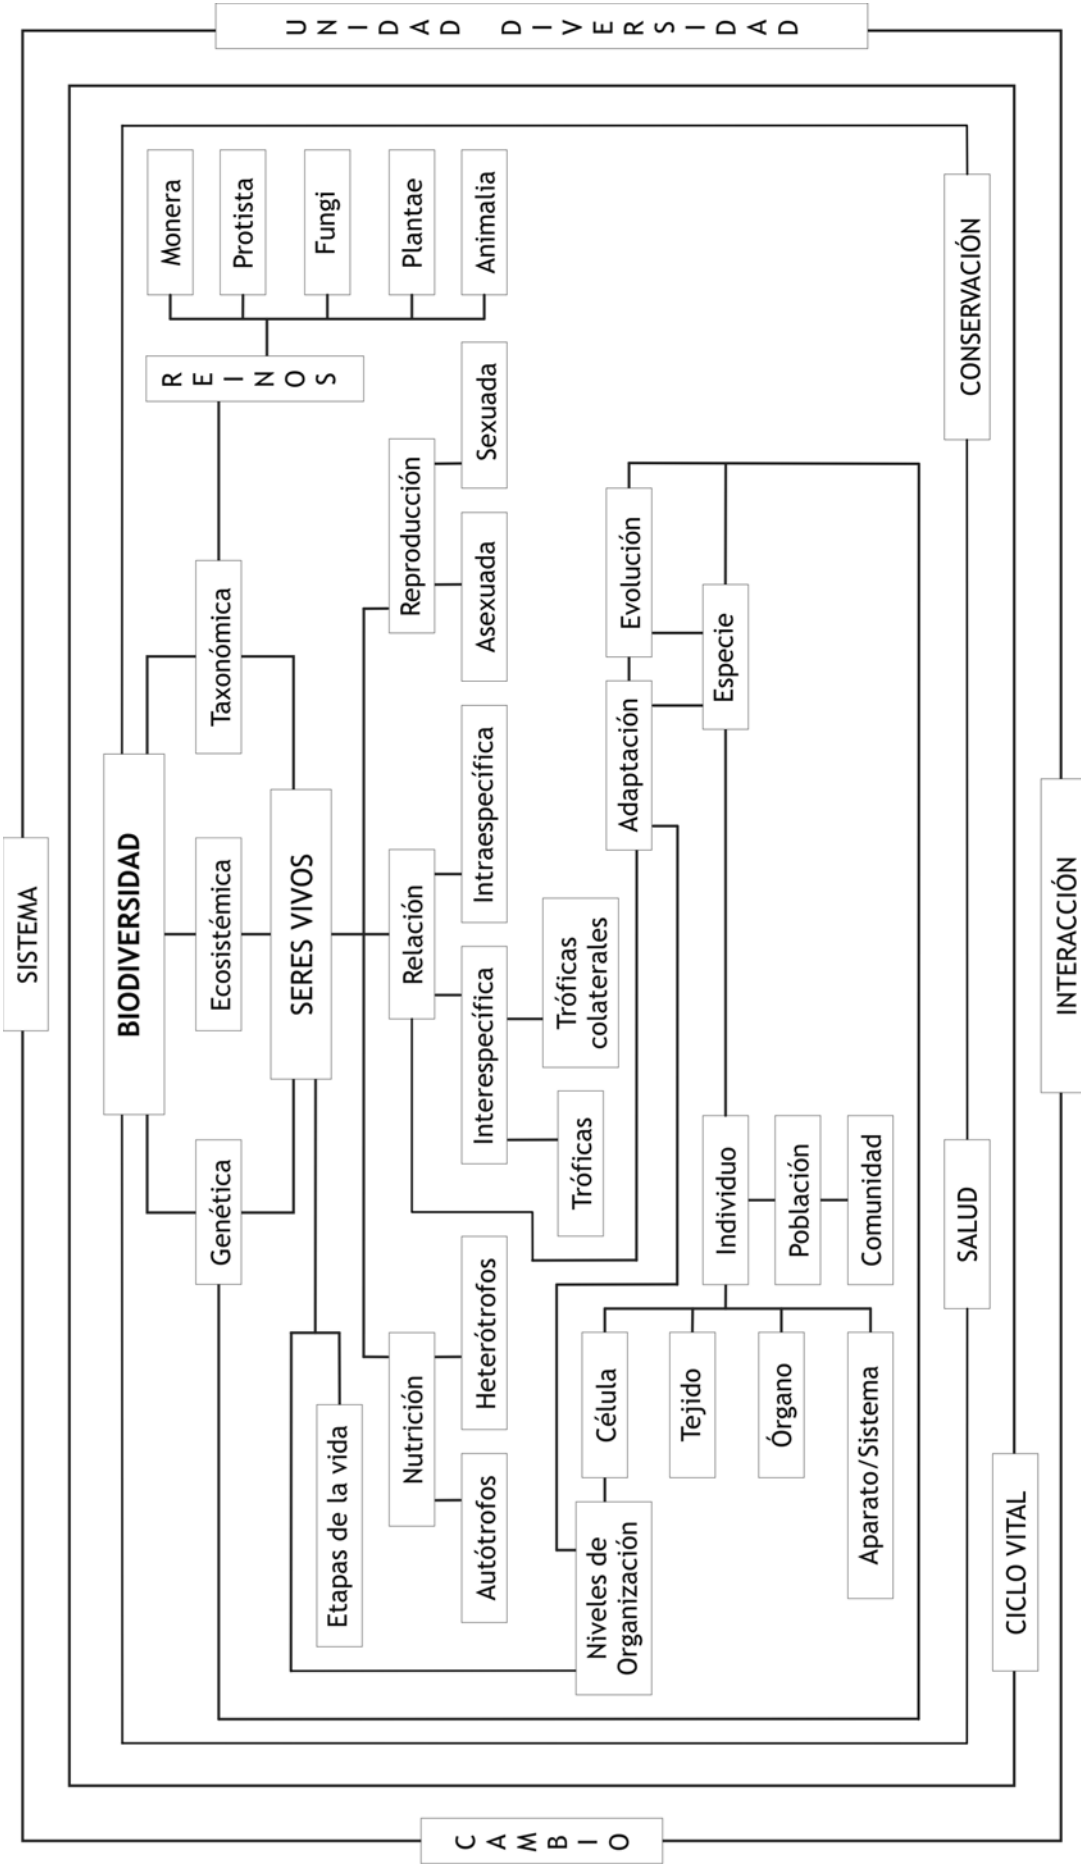 SISTEMA
UNIDAD DIVERSIDAD
CAMBIO
INTERACCIÓN
CICLO VITAL
SALUD
CONSERVACIÓN
BIODIVERSIDAD
Genética
Ecosistémica
Taxonómica
REINOS
Monera
Protista
Fungi
Plantae
Animalia
SERES VIVOS
Etapas de la vida
Nutrición
Relación
Reproducción
Autótrofos
Heterótrofos
Interespecífica
Intraespecífica
Asexuada
Sexuada
Tróficas
Tróficas
colaterales
Niveles de
Organización
Célula
Tejido
Órgano
Aparato/Sistema
Adaptación
Evolución
Individuo
Especie
Población
Comunidad